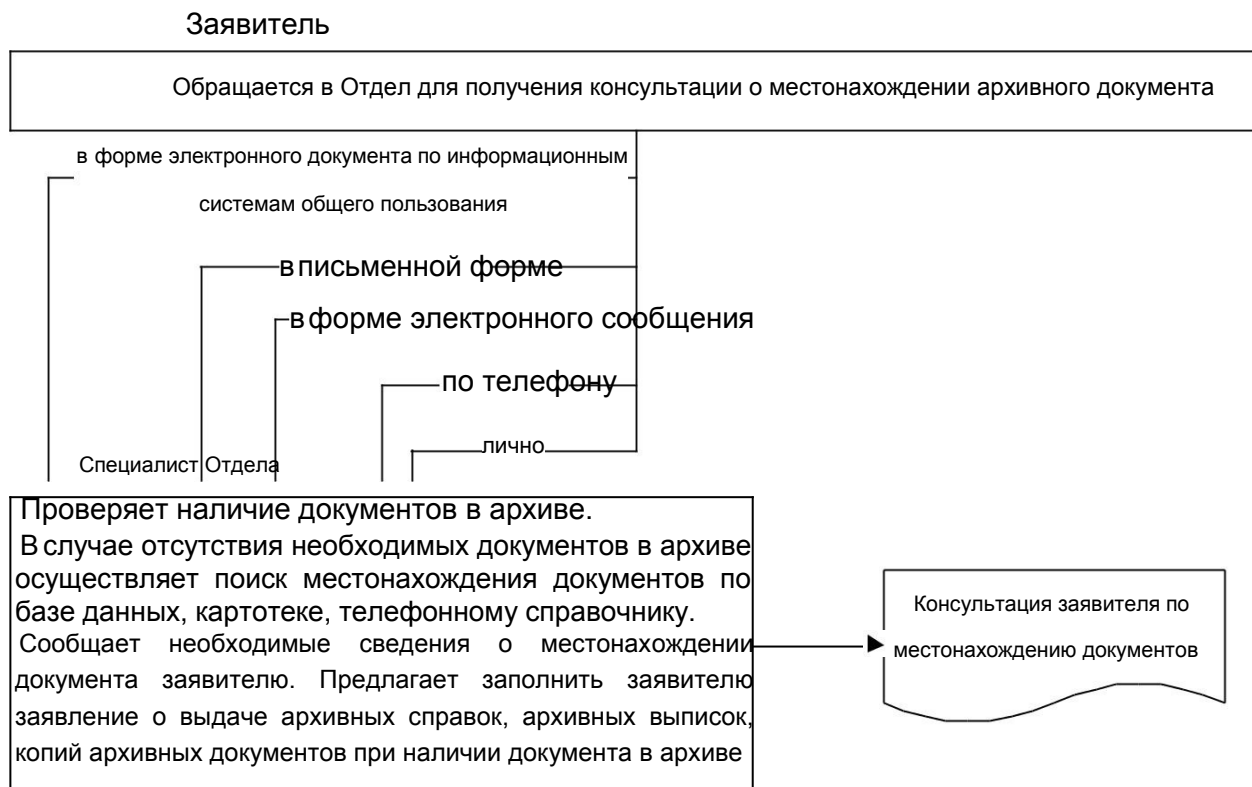 Заявитель
Обращается в Отдел для получения консультации о местонахождении архивного документа
в форме электронного документа по информационным
системам общего пользования
в письменной форме
в форме электронного сообщения
по телефону
лично
Специалист Отдела
Проверяет наличие документов в архиве.
В случае отсутствия необходимых документов в архиве
осуществляет поиск местонахождения документов по
базе данных, картотеке, телефонному справочнику.
Сообщает необходимые сведения о местонахождении
документа заявителю. Предлагает заполнить заявителю
заявление о выдаче архивных справок, архивных выписок,
копий архивных документов при наличии документа в архиве
Консультация заявителя по
местонахождению документов